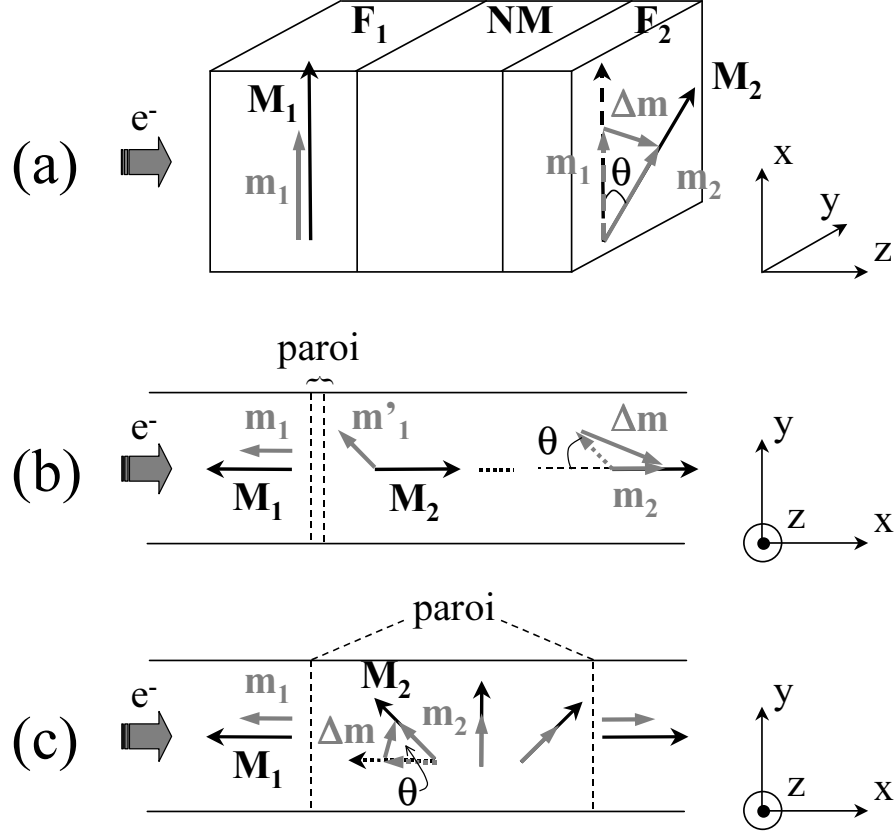 F₁ NM F₂
M₁ M₂
Δm
e⁻
(a) m₁ m₁ θ m₂
x
y
z
paroi
e⁻ m₁ m'₁ θ Δm
(b) M₁ M₂ m₂
y
z x
paroi
e⁻ m₁ M₂ m₂
(c) M₁ Δm θ
y
z x